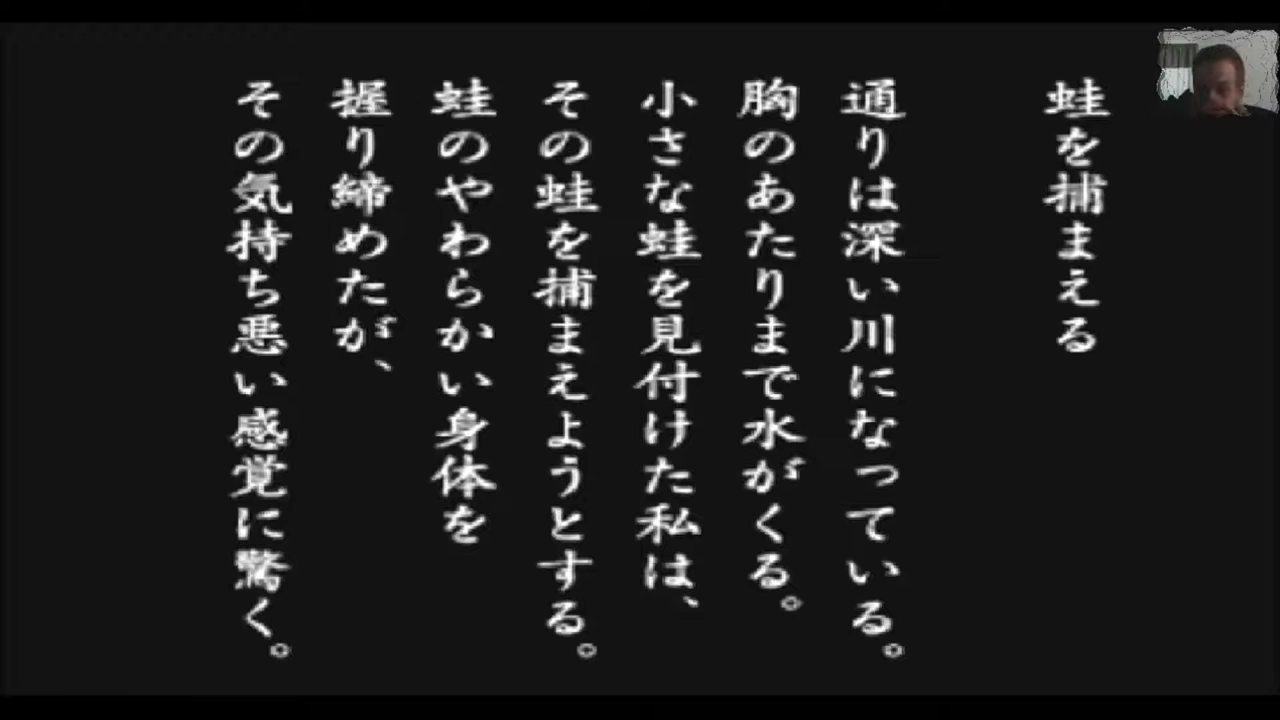 蛙を捕まえる
通りは深い川になっている。
胸のあたりまで水がくる。
小さな蛙を見付けた私は、
その蛙を捕まえようとする。
蛙のやわらかい身体を
握り締めたが、
その気持ち悪い感覚に驚く。